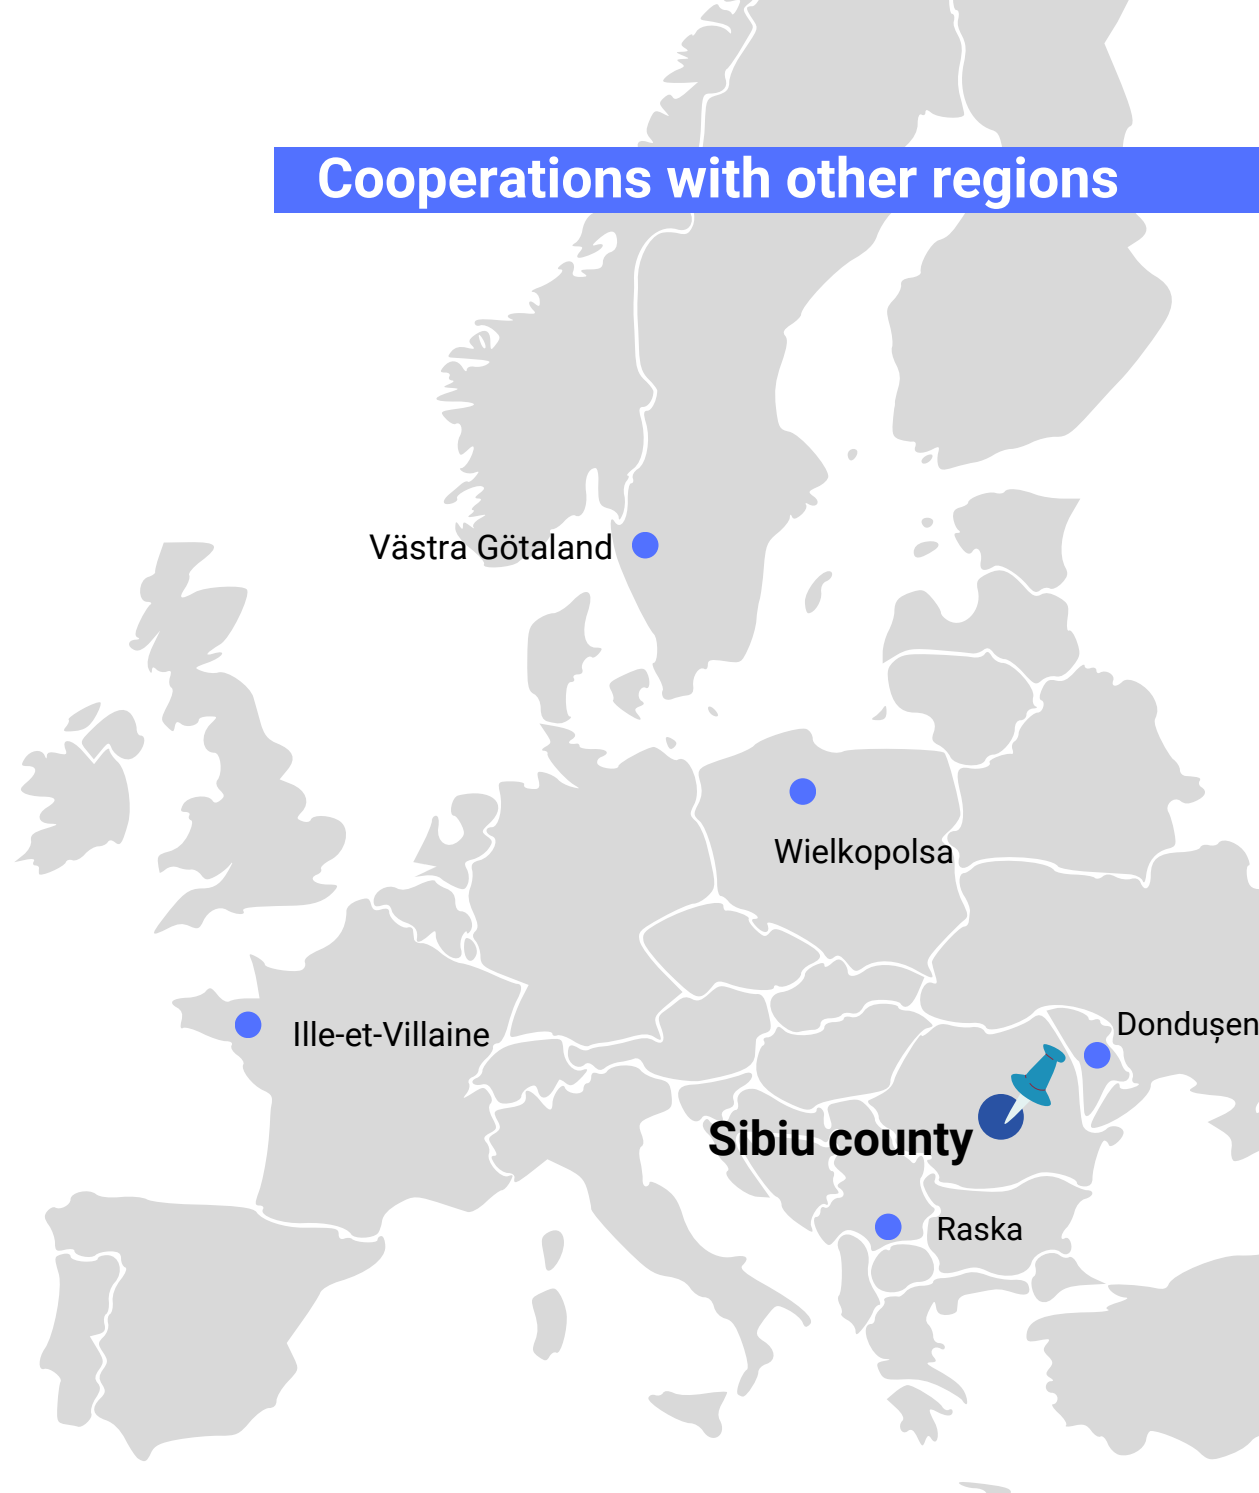 Cooperations with other regions
Västra Götaland
Wielkopolsa
Ille-et-Villaine
Dondușen
Sibiu county
Raska